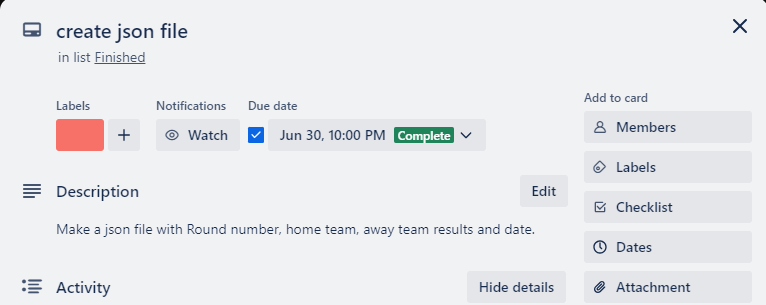 create json file
in list Finished
Labels
Notifications
Due date
Add to card
+
Watch
Jun 30, 10:00 PM Complete
Members
Labels
Description
Edit
Checklist
Make a json file with Round number, home team, away team results and date.
Dates
Activity
Hide details
Attachment